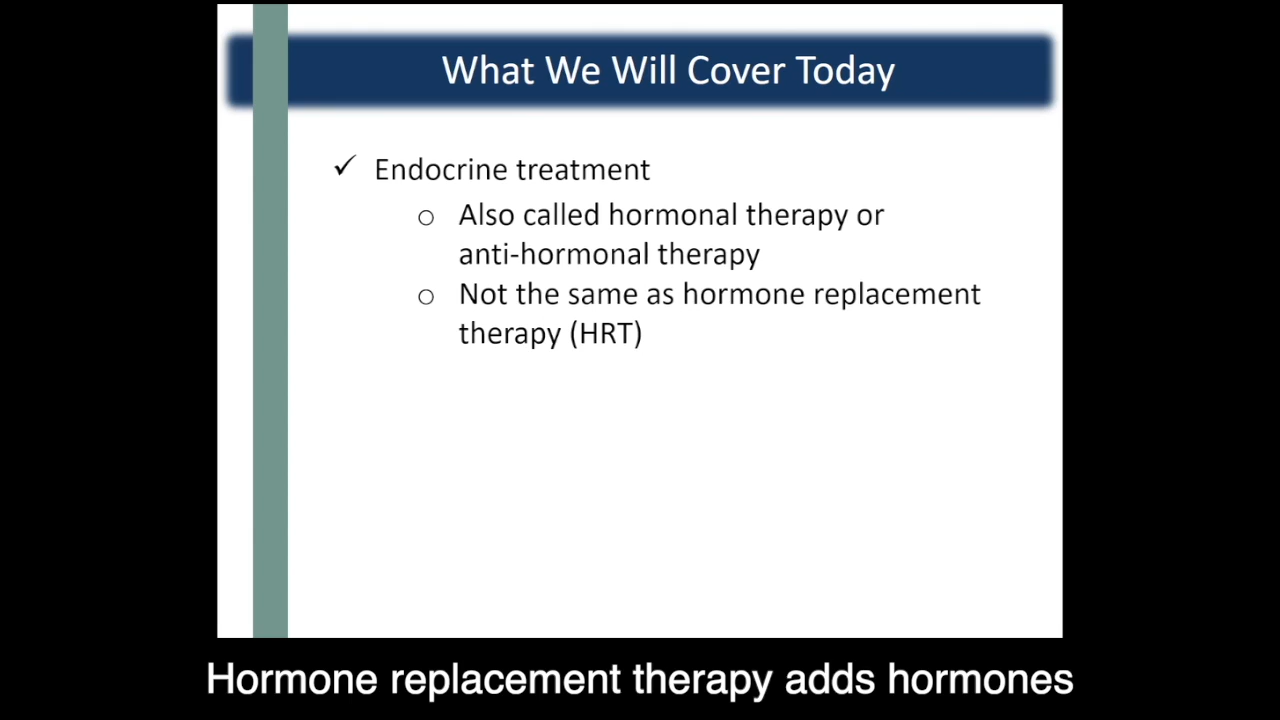 What We Will Cover Today
✓ Endocrine treatment
o Also called hormonal therapy or
anti-hormonal therapy
o Not the same as hormone replacement
therapy (HRT)
Hormone replacement therapy adds hormones